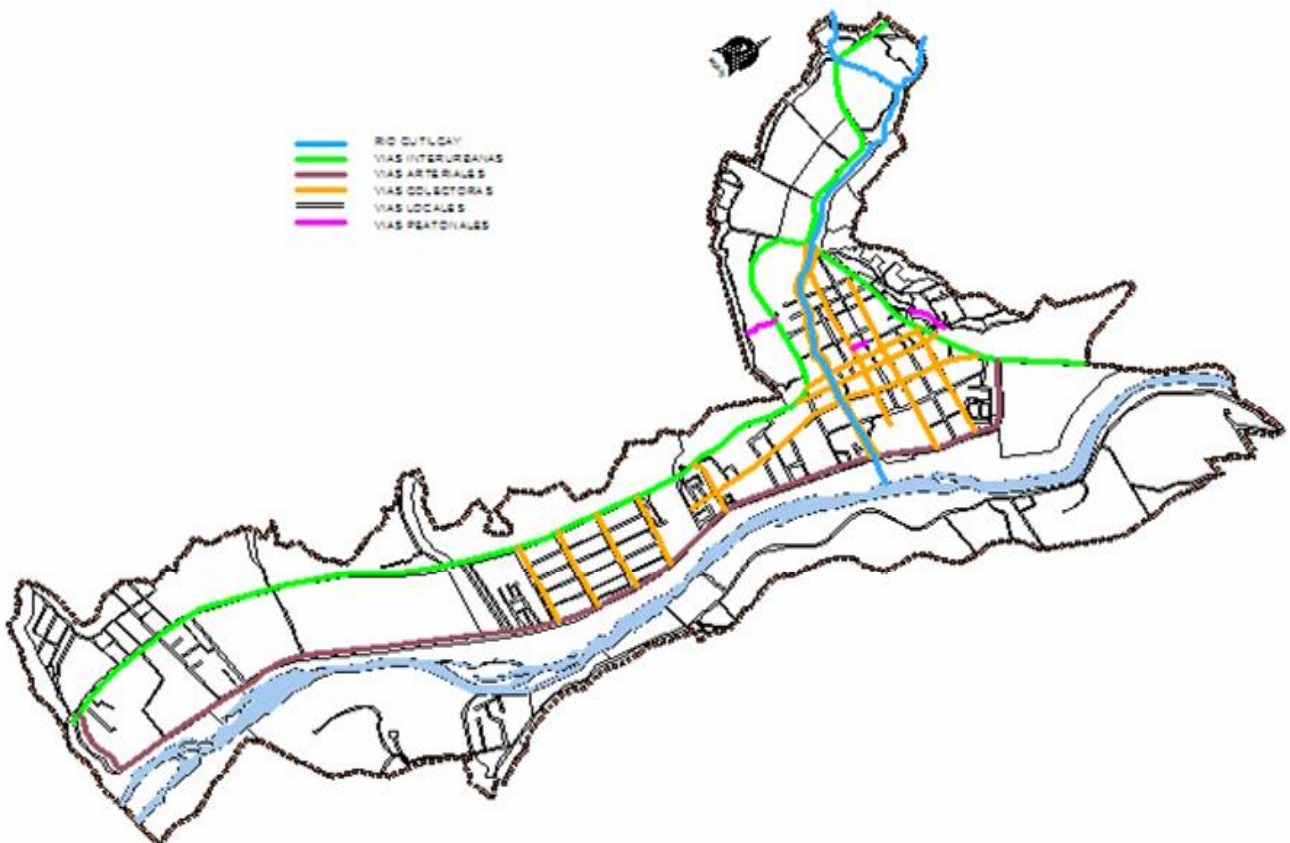 RIO CUTILCAY
VIAS INTERURBANAS
VIAS ARTERIALES
VIAS COLECTORAS
VIAS LOCALES
VIAS PEATONALES